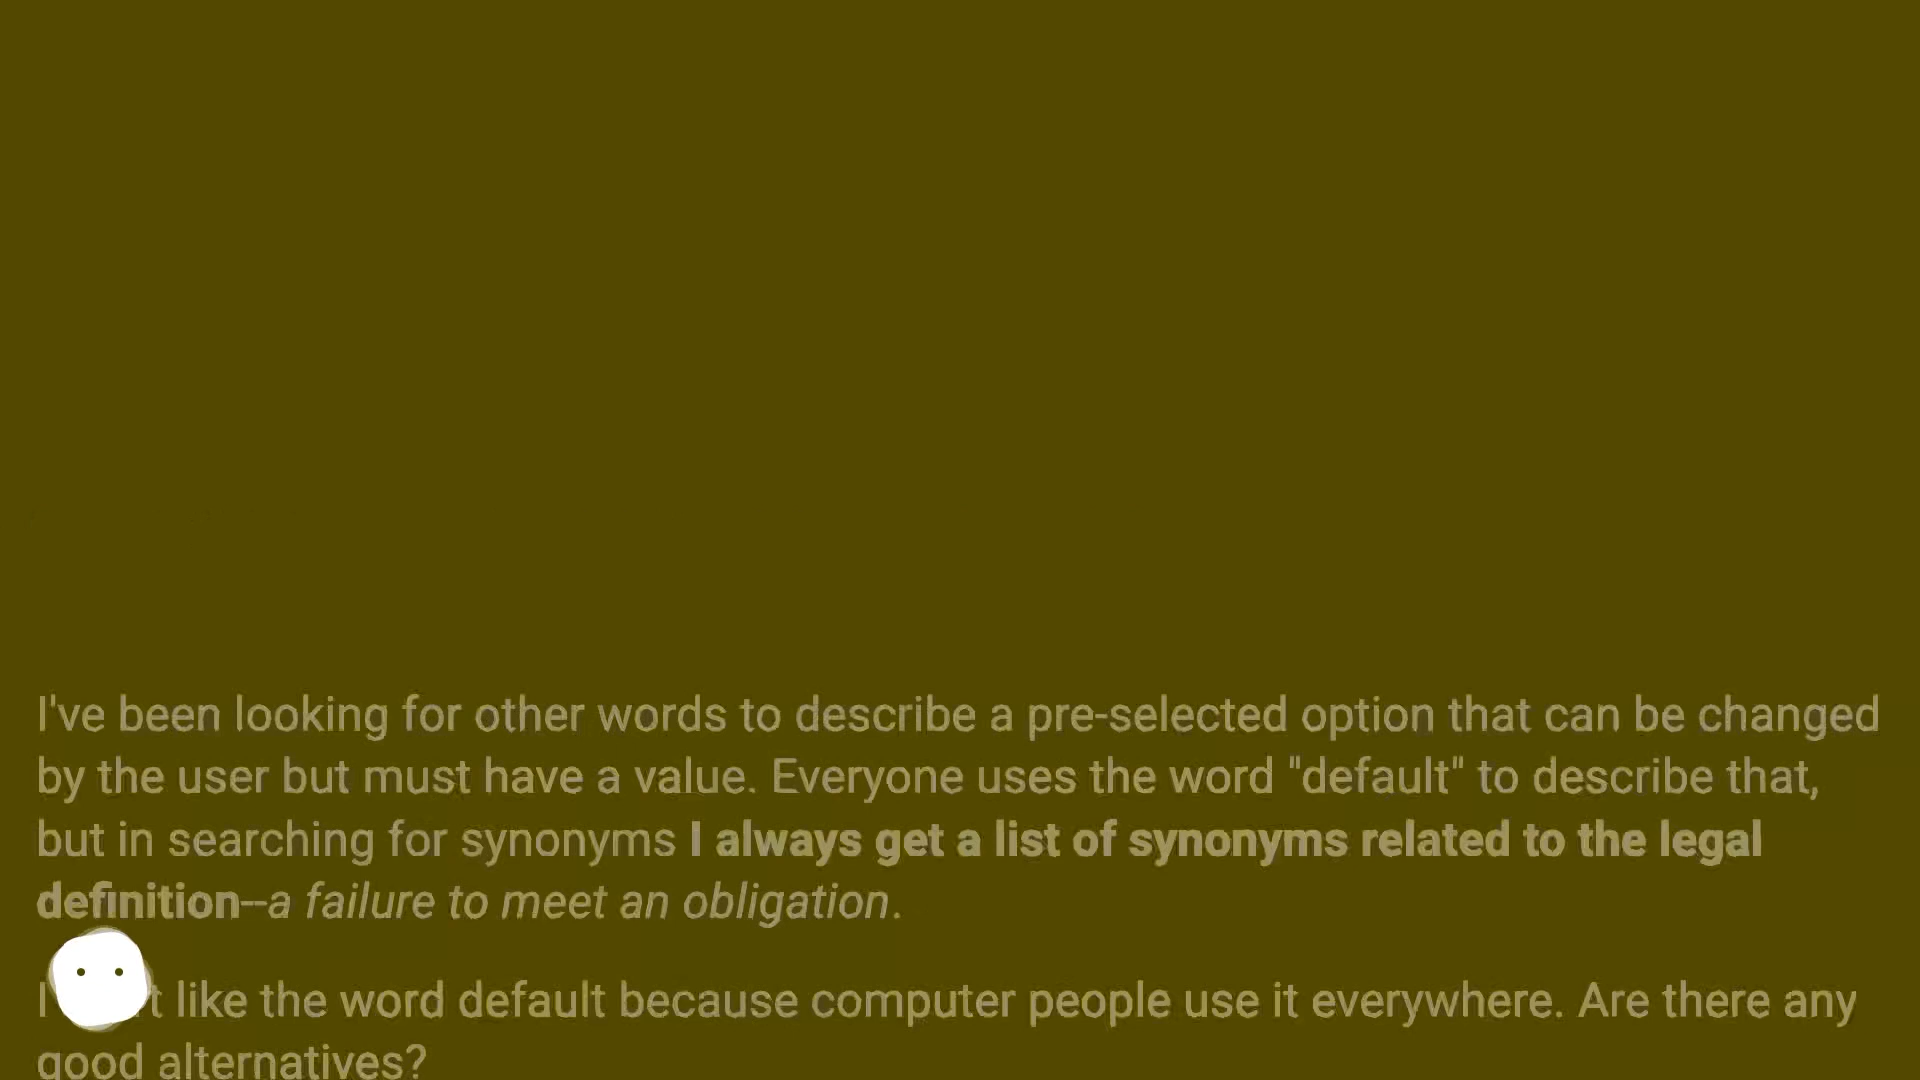 I've been looking for other words to describe a pre-selected option that can be changed
by the user but must have a value. Everyone uses the word "default" to describe that,
but in searching for synonyms I always get a list of synonyms related to the legal
definition--a failure to meet an obligation.
I like the word default because computer people use it everywhere. Are there any
good alternatives?